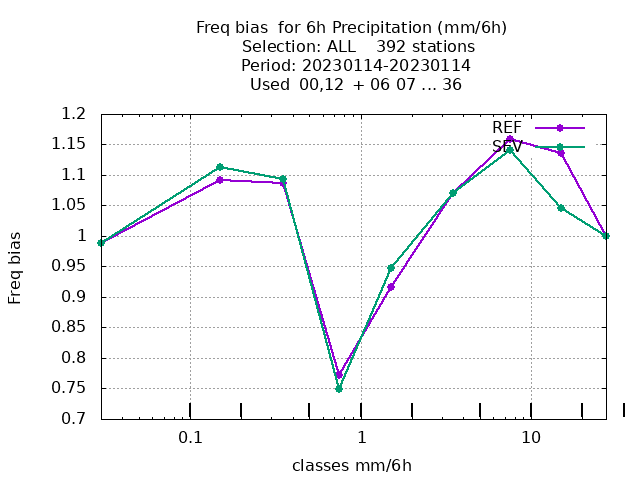 Freq bias  for 6h Precipitation (mm/6h)
Selection: ALL    392 stations
Period: 20230114-20230114
Used  00,12  + 06 07 ... 36
REF
SFV
1.2
1.15
1.1
1.05
1
0.95
0.9
0.85
0.8
0.75
0.7
Freq bias
0.1
1
10
classes mm/6h